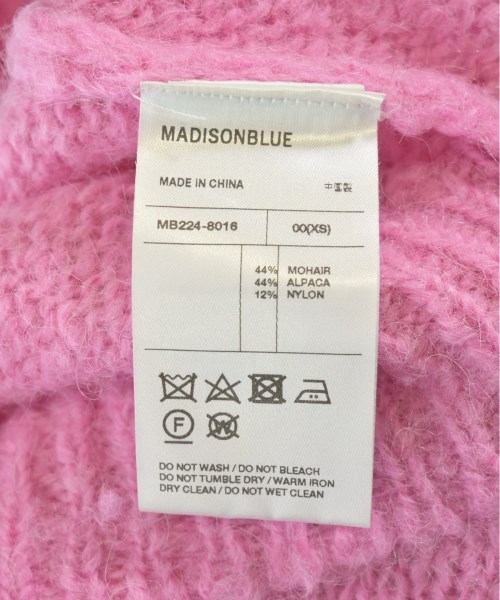 MADISONBLUE
MADE IN CHINA 中国製
MB224-8016 00(XS)
44% MOHAIR
44% ALPACA
12% NYLON
F W
DO NOT WASH / DO NOT BLEACH
DO NOT TUMBLE DRY / WARM IRON
DRY CLEAN / DO NOT WET CLEAN